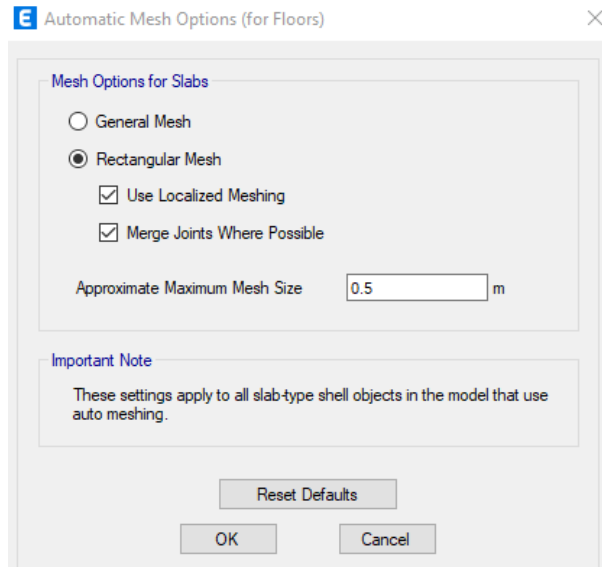 E Automatic Mesh Options (for Floors)
Mesh Options for Slabs
General Mesh
Rectangular Mesh
Use Localized Meshing
Merge Joints Where Possible
Approximate Maximum Mesh Size 0.5 m
Important Note
These settings apply to all slab-type shell objects in the model that use
auto meshing.
Reset Defaults
OK Cancel